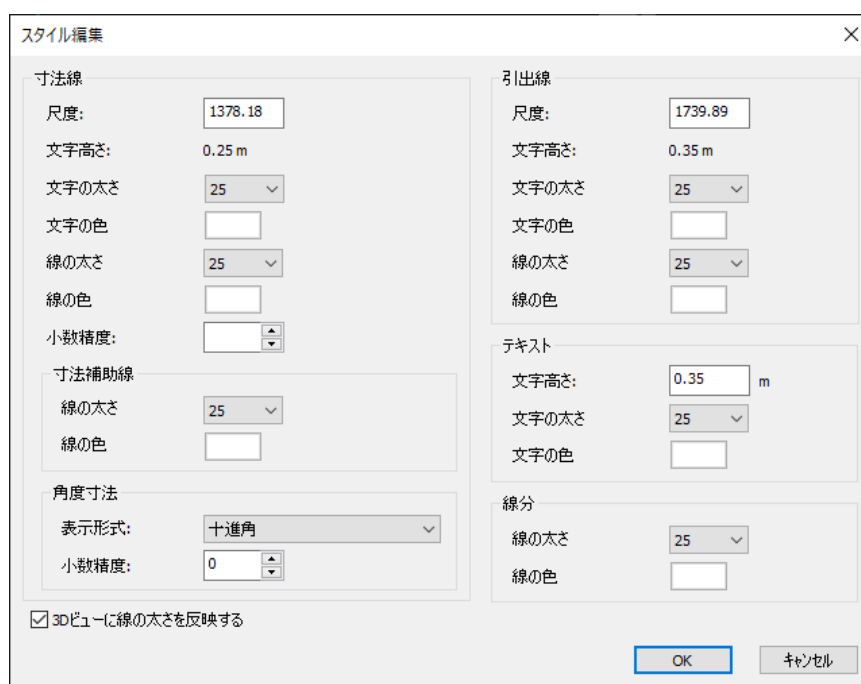 スタイル編集
寸法線
尺度: 1378.18
文字高さ: 0.25 m
文字の太さ 25
文字の色
線の太さ 25
線の色
小数精度:
寸法補助線
線の太さ 25
線の色
角度寸法
表示形式: 十進角
小数精度: 0
引出線
尺度: 1739.89
文字高さ: 0.35 m
文字の太さ 25
文字の色
線の太さ 25
線の色
テキスト
文字高さ: 0.35 m
文字の太さ 25
文字の色
線分
線の太さ 25
線の色
3Dビューに線の太さを反映する
OK キャンセル